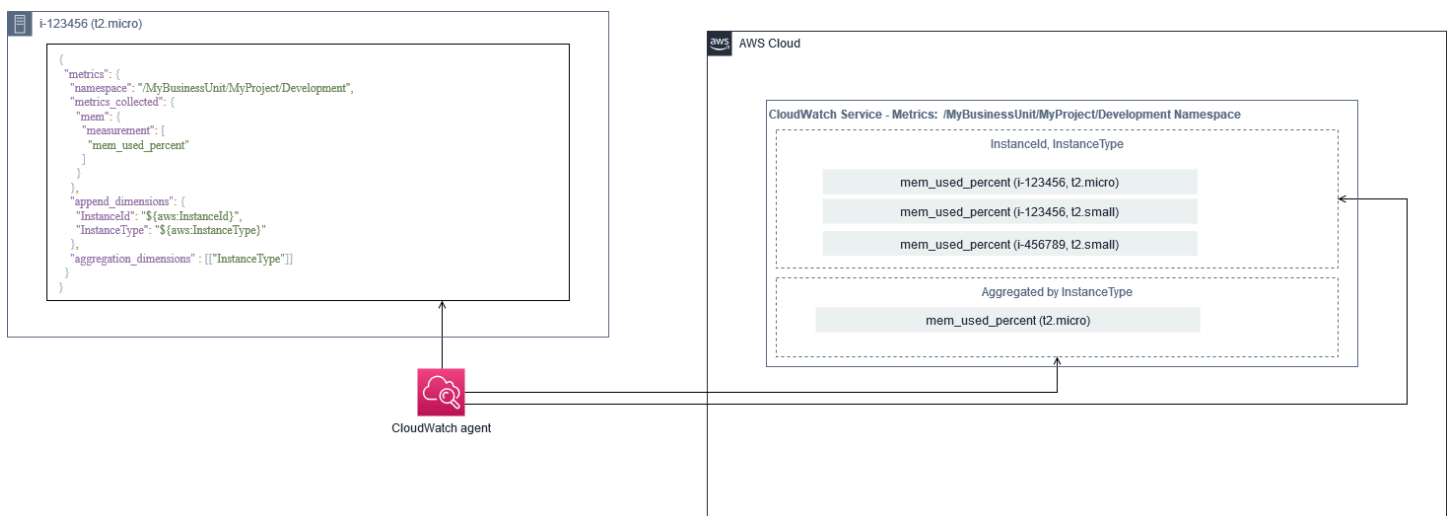 i-123456 (t2.micro)
{
"metrics": {
"namespace": "/MyBusinessUnit/MyProject/Development",
"metrics_collected": {
"mem": {
"measurement": [
"mem_used_percent"
]
}
},
"append_dimensions": {
"InstanceId": "${aws:InstanceId}",
"InstanceType": "${aws:InstanceType}"
},
"aggregation_dimensions" : [["InstanceType"]]
}
}
CloudWatch agent
aws
AWS Cloud
CloudWatch Service - Metrics: /MyBusinessUnit/MyProject/Development Namespace
InstanceId, InstanceType
mem_used_percent (i-123456, t2.micro)
mem_used_percent (i-123456, t2.small)
mem_used_percent (i-456789, t2.small)
Aggregated by InstanceType
mem_used_percent (t2.micro)